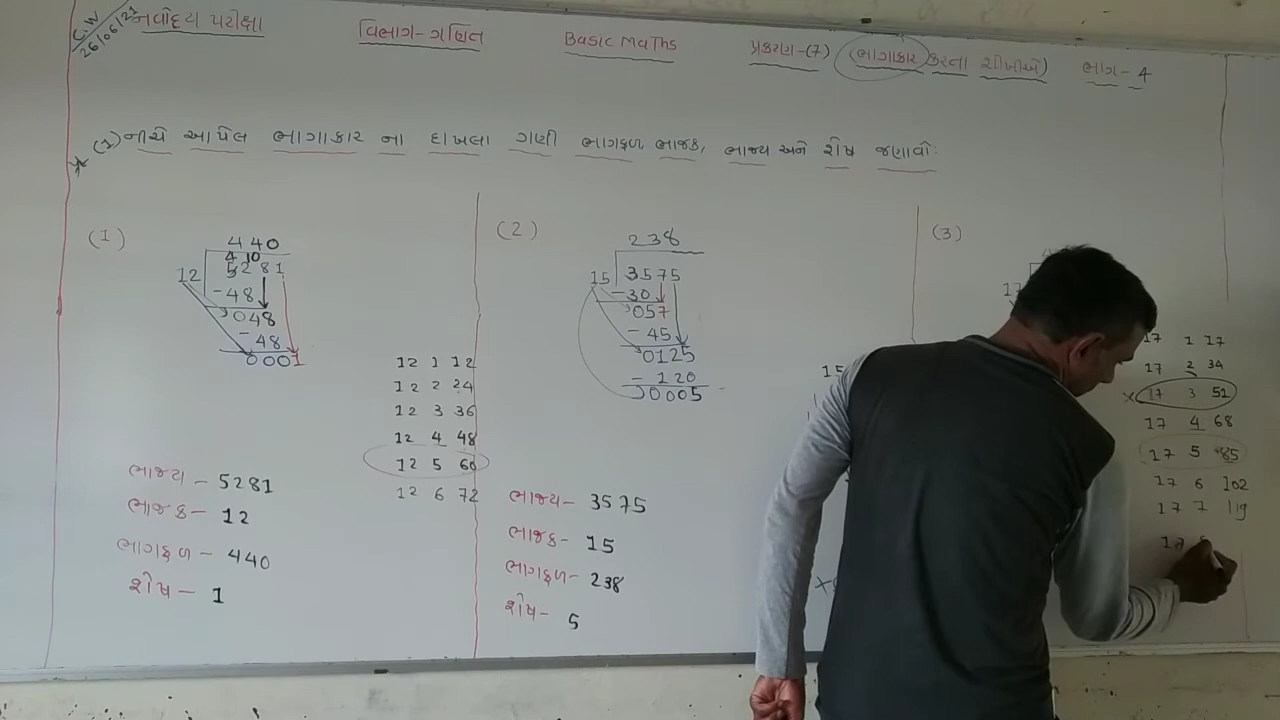 C.W
26/06/21
નવોદય પરીક્ષા વિભાગ-ગણિત Basic Maths પ્રકરણ-(7) (ભાગાકાર કરતા શીખીએ) ભાગ-4
* (1) નીચે આપેલ ભાગાકાર ના દાખલા ગણી ભાગફળ ભાજક, ભાજ્ય અને શેષ જણાવો:
(1)
440
4 10
12 5281
-48
048
-48
0001
12 1 12
12 2 24
12 3 36
12 4 48
12 5 60
12 6 72
ભાજ્ય - 5281
ભાજક - 12
ભાગફળ - 440
શેષ - 1
(2)
238
15 3575
-30
057
-45
0125
-120
0005
15
ભાજ્ય- 3575
ભાજક- 15
ભાગફળ- 238
શેષ- 5
(3)
17
17 1 17
17 2 34
x 17 3 51
17 4 68
17 5 85
17 6 102
17 7 119
17